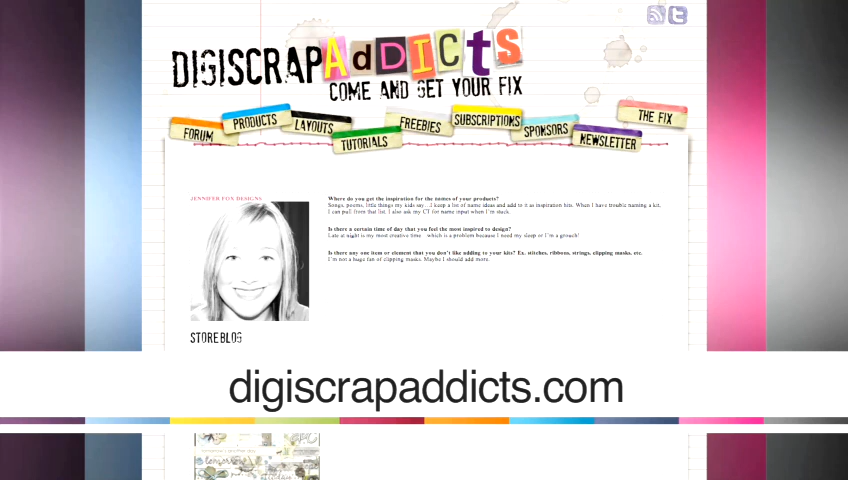 DIGISCRAPADDICTS
COME AND GET YOUR FIX
FORUM
PRODUCTS
LAYOUTS
TUTORIALS
FREEBIES
SUBSCRIPTIONS
SPONSORS
NEWSLETTER
THE FIX
JENNIFER FOX DESIGNS
Where do you get the inspiration for the names of your products?
Songs, poems, little things my kids say...I keep a list of name ideas and add to it as inspiration hits. When I have trouble naming a kit,
I can pull from that list. I also ask my CT for name input when I'm stuck.
Is there a certain time of day that you feel the most inspired to design?
Late at night is my most creative time which is a problem because I need my sleep or I'm a grouch!
Is there any one item or element that you don't like adding to your kits? Ex. stitches, ribbons, strings, clipping masks, etc.
I'm not a huge fan of clipping masks. Maybe I should add more.
STORE BLOG
digiscrapaddicts.com